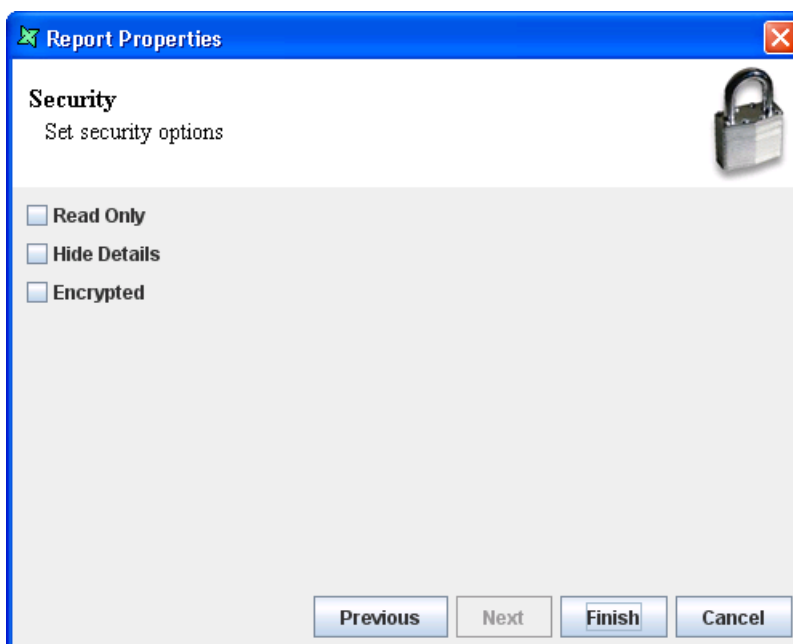 Report Properties
Security
Set security options
Read Only
Hide Details
Encrypted
Previous Next Finish Cancel